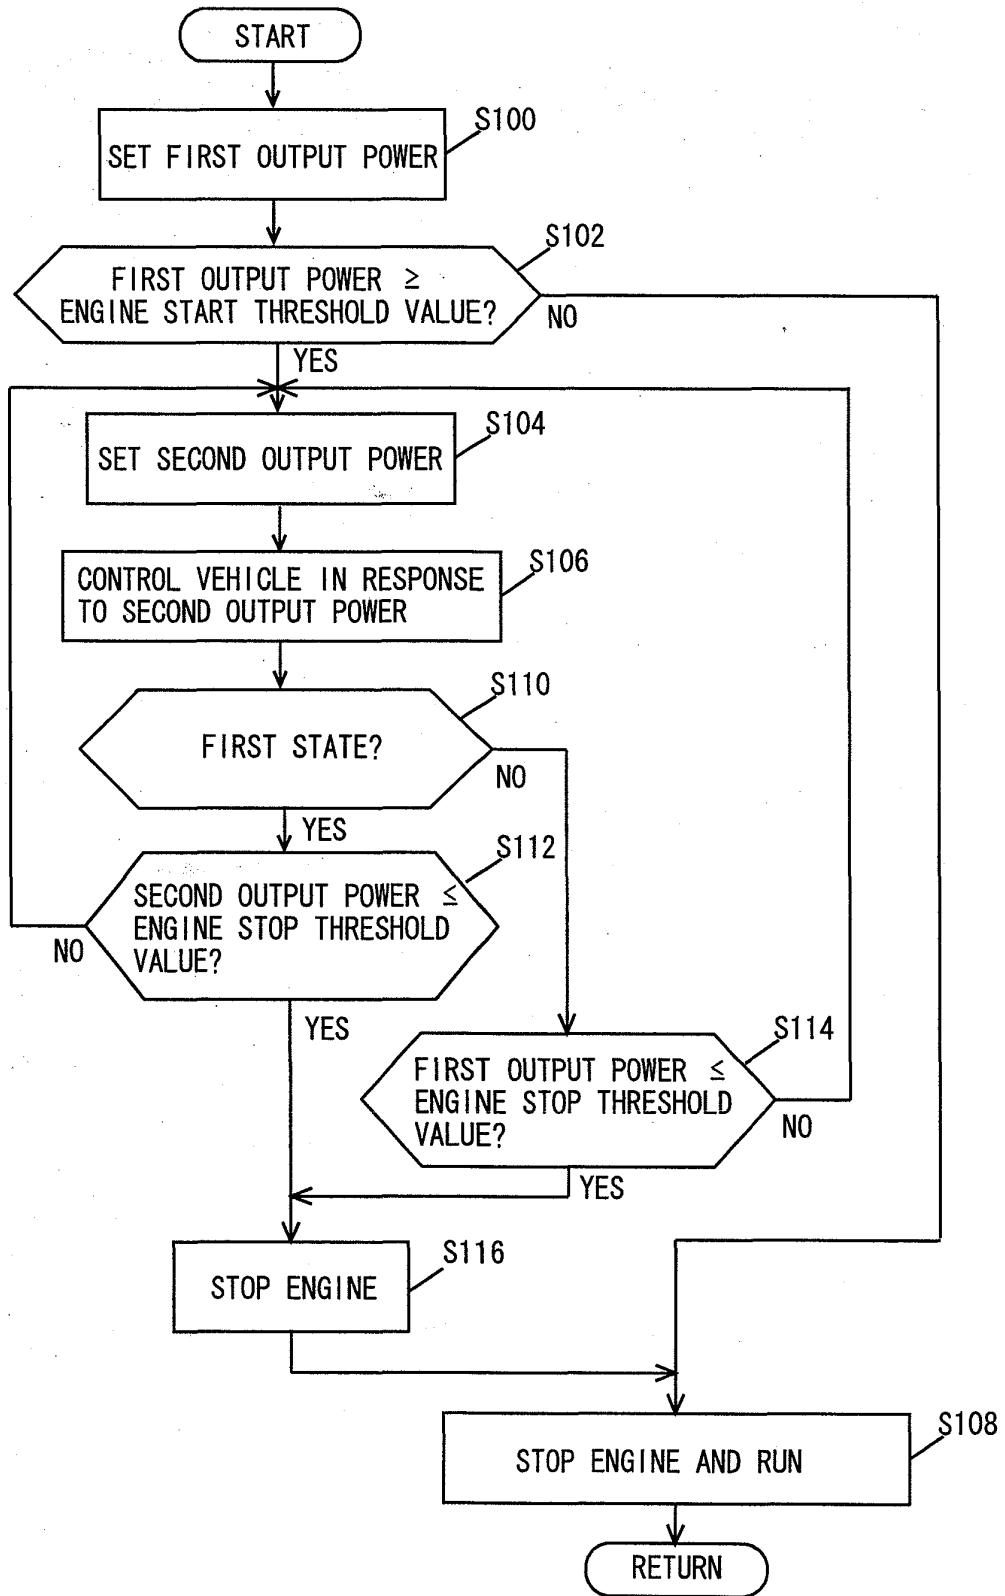 START
S100
SET FIRST OUTPUT POWER
S102
FIRST OUTPUT POWER ≥
ENGINE START THRESHOLD VALUE?
NO
YES
S104
SET SECOND OUTPUT POWER
S106
CONTROL VEHICLE IN RESPONSE
TO SECOND OUTPUT POWER
S110
FIRST STATE?
NO
YES
S112
SECOND OUTPUT POWER ≤
ENGINE STOP THRESHOLD
VALUE?
NO
YES
S114
FIRST OUTPUT POWER ≤
ENGINE STOP THRESHOLD
VALUE?
NO
YES
S116
STOP ENGINE
S108
STOP ENGINE AND RUN
RETURN